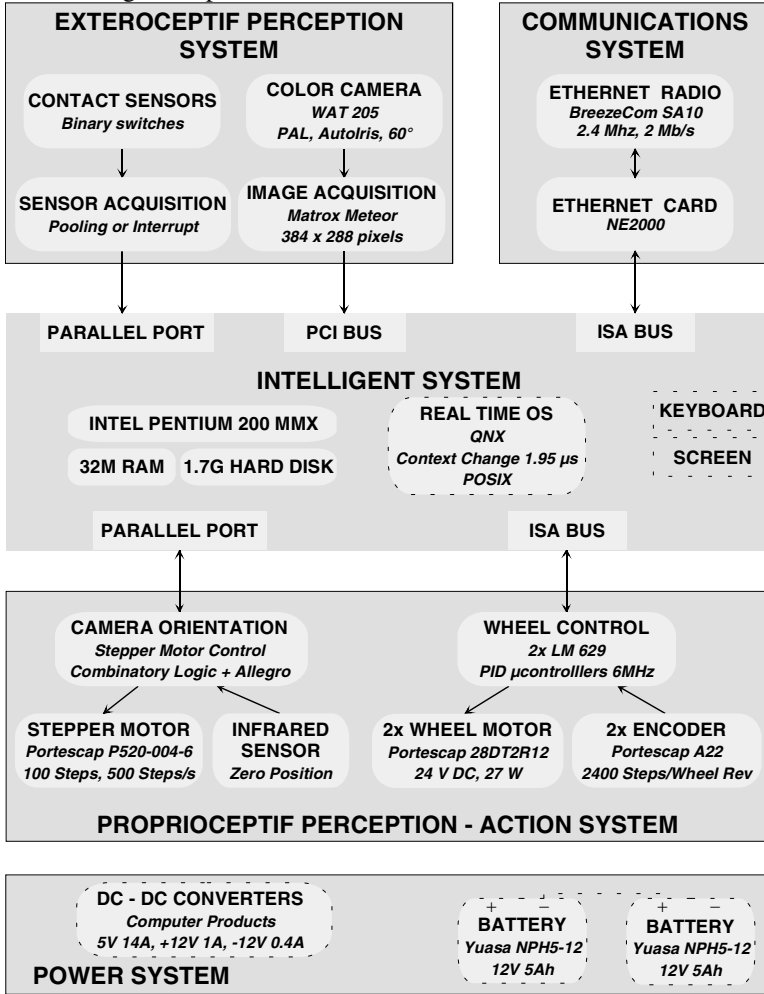 EXTEROCEPTIF PERCEPTION
SYSTEM
CONTACT SENSORS
Binary switches
COLOR CAMERA
WAT 205
PAL, AutoIris, 60°
SENSOR ACQUISITION
Pooling or Interrupt
IMAGE ACQUISITION
Matrox Meteor
384 x 288 pixels
COMMUNICATIONS
SYSTEM
ETHERNET RADIO
BreezeCom SA10
2.4 Mhz, 2 Mb/s
ETHERNET CARD
NE2000
PARALLEL PORT
PCI BUS
ISA BUS
INTELLIGENT SYSTEM
INTEL PENTIUM 200 MMX
32M RAM
1.7G HARD DISK
REAL TIME OS
QNX
Context Change 1.95 µs
POSIX
KEYBOARD
SCREEN
PARALLEL PORT
ISA BUS
CAMERA ORIENTATION
Stepper Motor Control
Combinatory Logic + Allegro
WHEEL CONTROL
2x LM 629
PID µcontrolllers 6MHz
STEPPER MOTOR
Portescap P520-004-6
100 Steps, 500 Steps/s
INFRARED
SENSOR
Zero Position
2x WHEEL MOTOR
Portescap 28DT2R12
24 V DC, 27 W
2x ENCODER
Portescap A22
2400 Steps/Wheel Rev
PROPRIOCEPTIF PERCEPTION - ACTION SYSTEM
DC - DC CONVERTERS
Computer Products
5V 14A, +12V 1A, -12V 0.4A
+ −
BATTERY
Yuasa NPH5-12
12V 5Ah
+ −
BATTERY
Yuasa NPH5-12
12V 5Ah
POWER SYSTEM